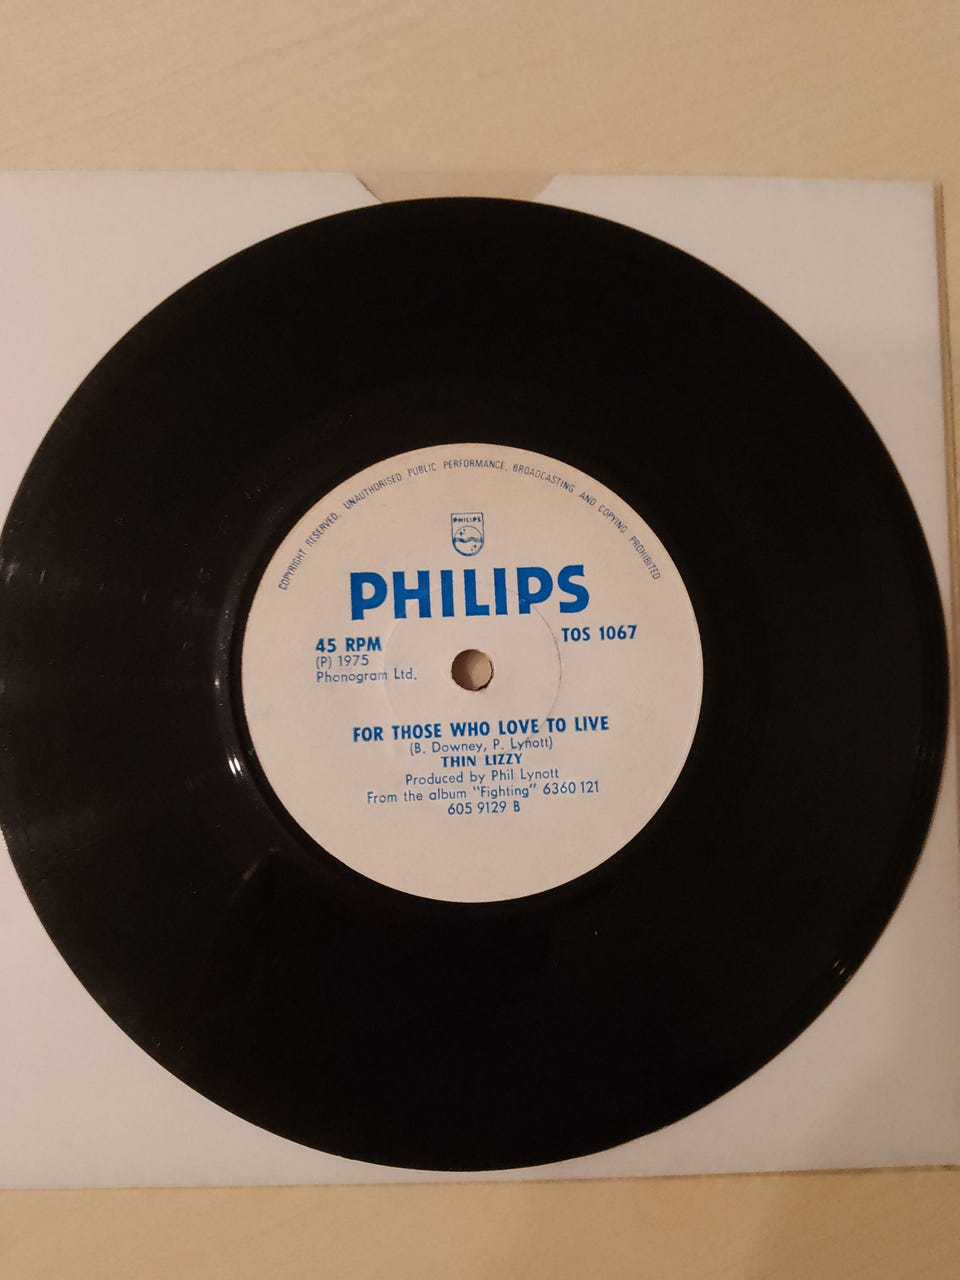 COPYRIGHT RESERVED. UNAUTHORISED PUBLIC PERFORMANCE, BROADCASTING AND COPYING PROHIBITED
PHILIPS
PHILIPS
45 RPM
TOS 1067
(P) 1975
Phonogram Ltd.
FOR THOSE WHO LOVE TO LIVE
(B. Downey, P. Lynott)
THIN LIZZY
Produced by Phil Lynott
From the album "Fighting" 6360 121
605 9129 B